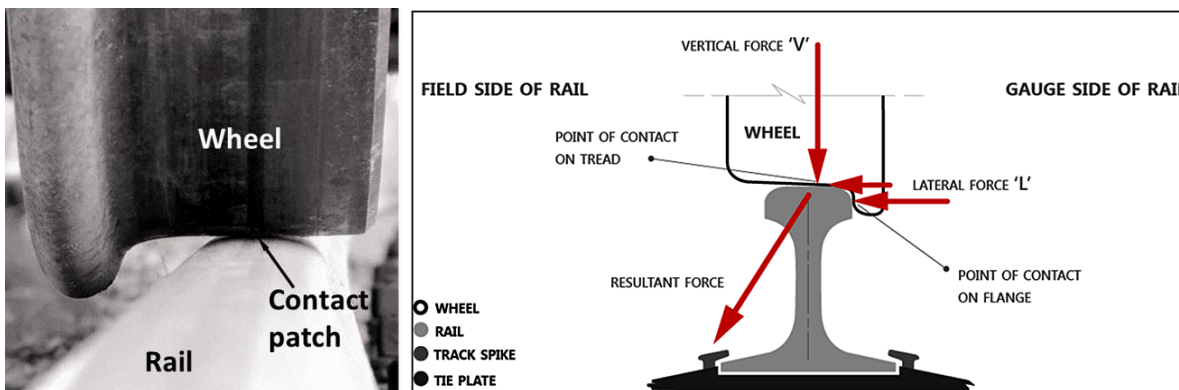 Wheel
Contact
patch
Rail
VERTICAL FORCE 'V'
FIELD SIDE OF RAIL
GAUGE SIDE OF RAIL
WHEEL
POINT OF CONTACT
ON TREAD
LATERAL FORCE 'L'
RESULTANT FORCE
POINT OF CONTACT
ON FLANGE
WHEEL
RAIL
TRACK SPIKE
TIE PLATE